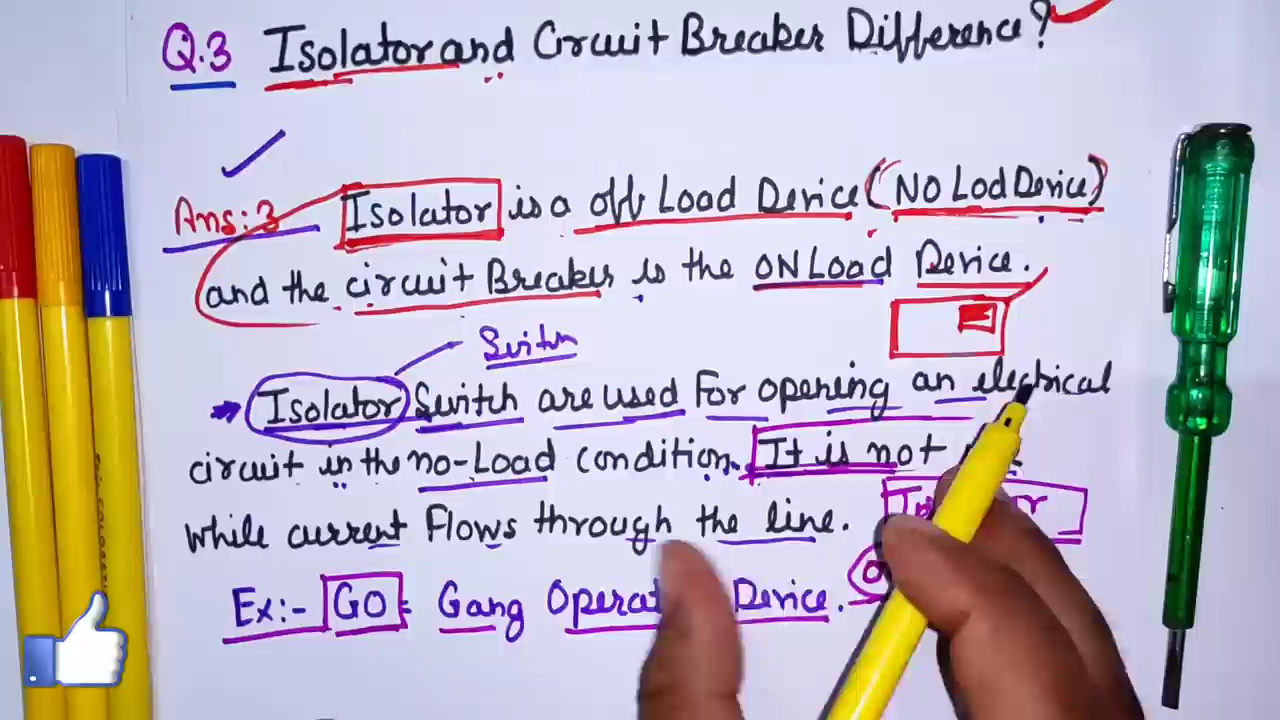 Q.3 Isolator and Circuit Breaker Difference?
Ans:3 Isolator is a off Load Device (No Lod Device)
and the circuit Breaker is the ON Load Device.
Switch
Isolator Switch are used For opening an electrical
circuit in the no-Load condition. It is not
while current Flows through the line.
Ex:- GO: Gang Device.